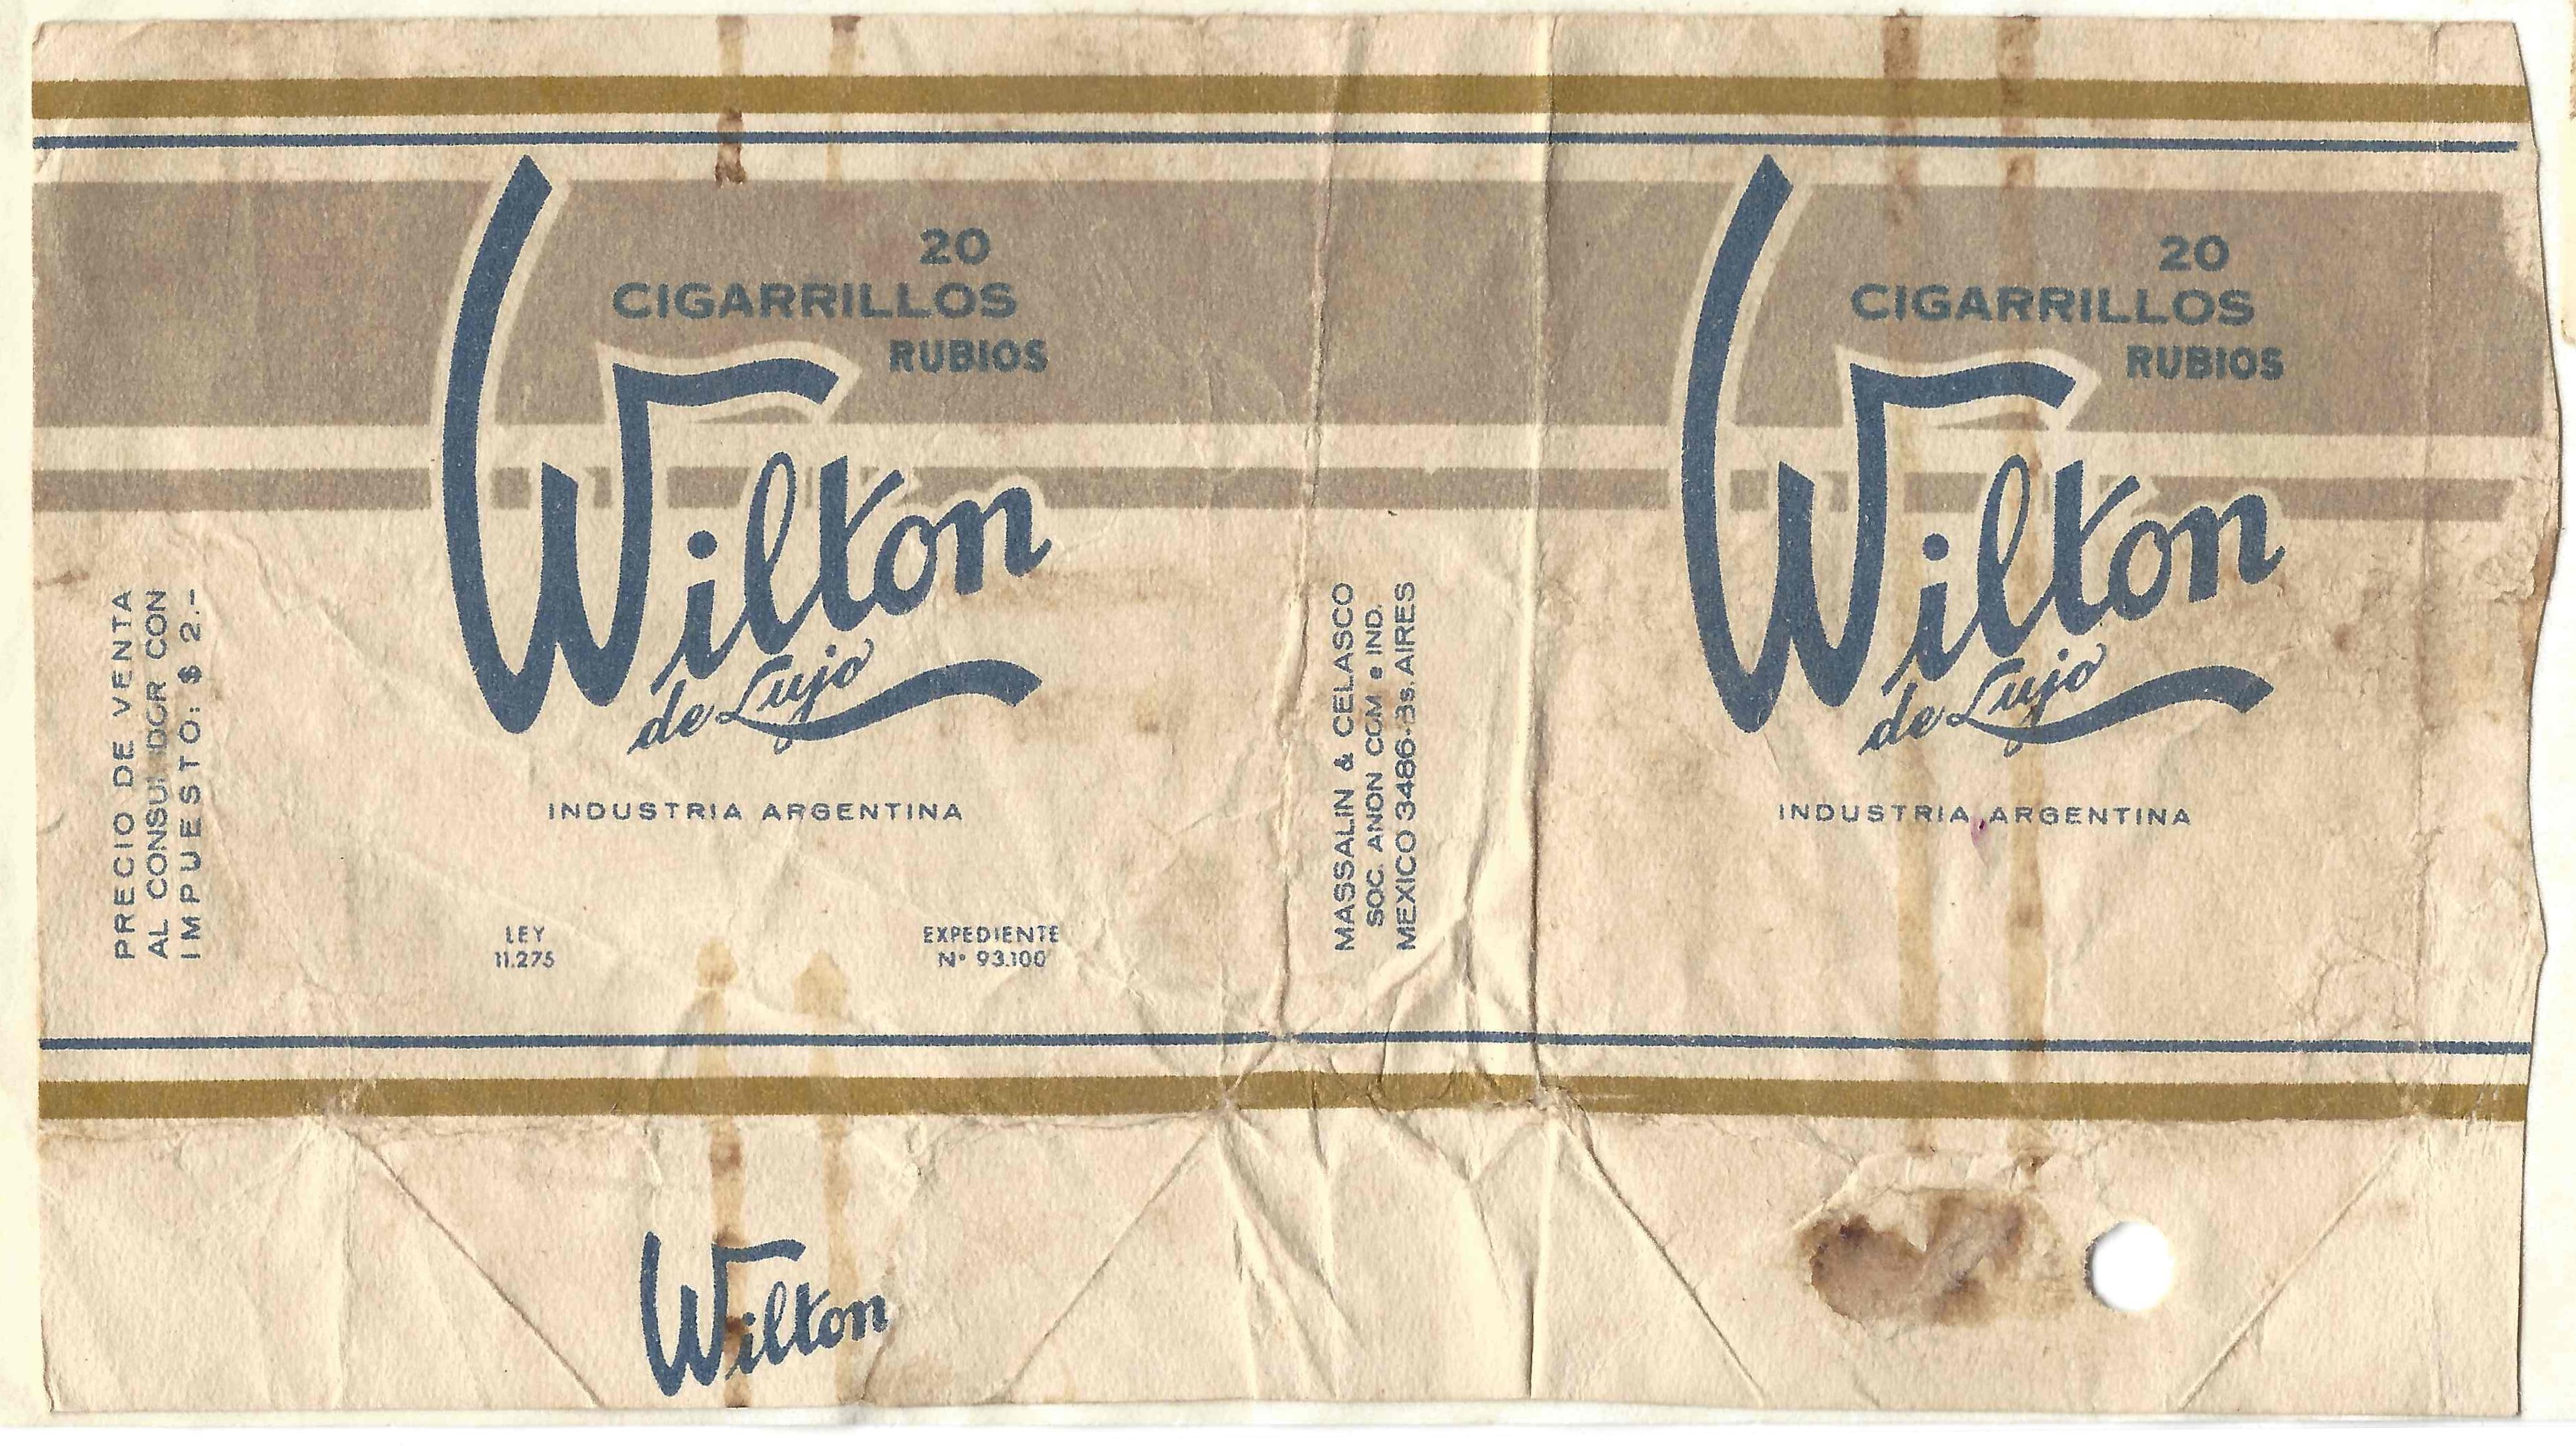 PRECIO DE VENTA
AL CONSUMIDOR CON
IMPUESTO: $ 2.-
20
CIGARRILLOS
RUBIOS
Wilton
de Lujo
INDUSTRIA ARGENTINA
LEY
11.275
EXPEDIENTE
Nº 93.100
MASSALIN & CELASCO
SOC. ANON COM e IND.
MEXICO 3486-Bs. AIRES
20
CIGARRILLOS
RUBIOS
Wilton
de Lujo
INDUSTRIA ARGENTINA
Wilton